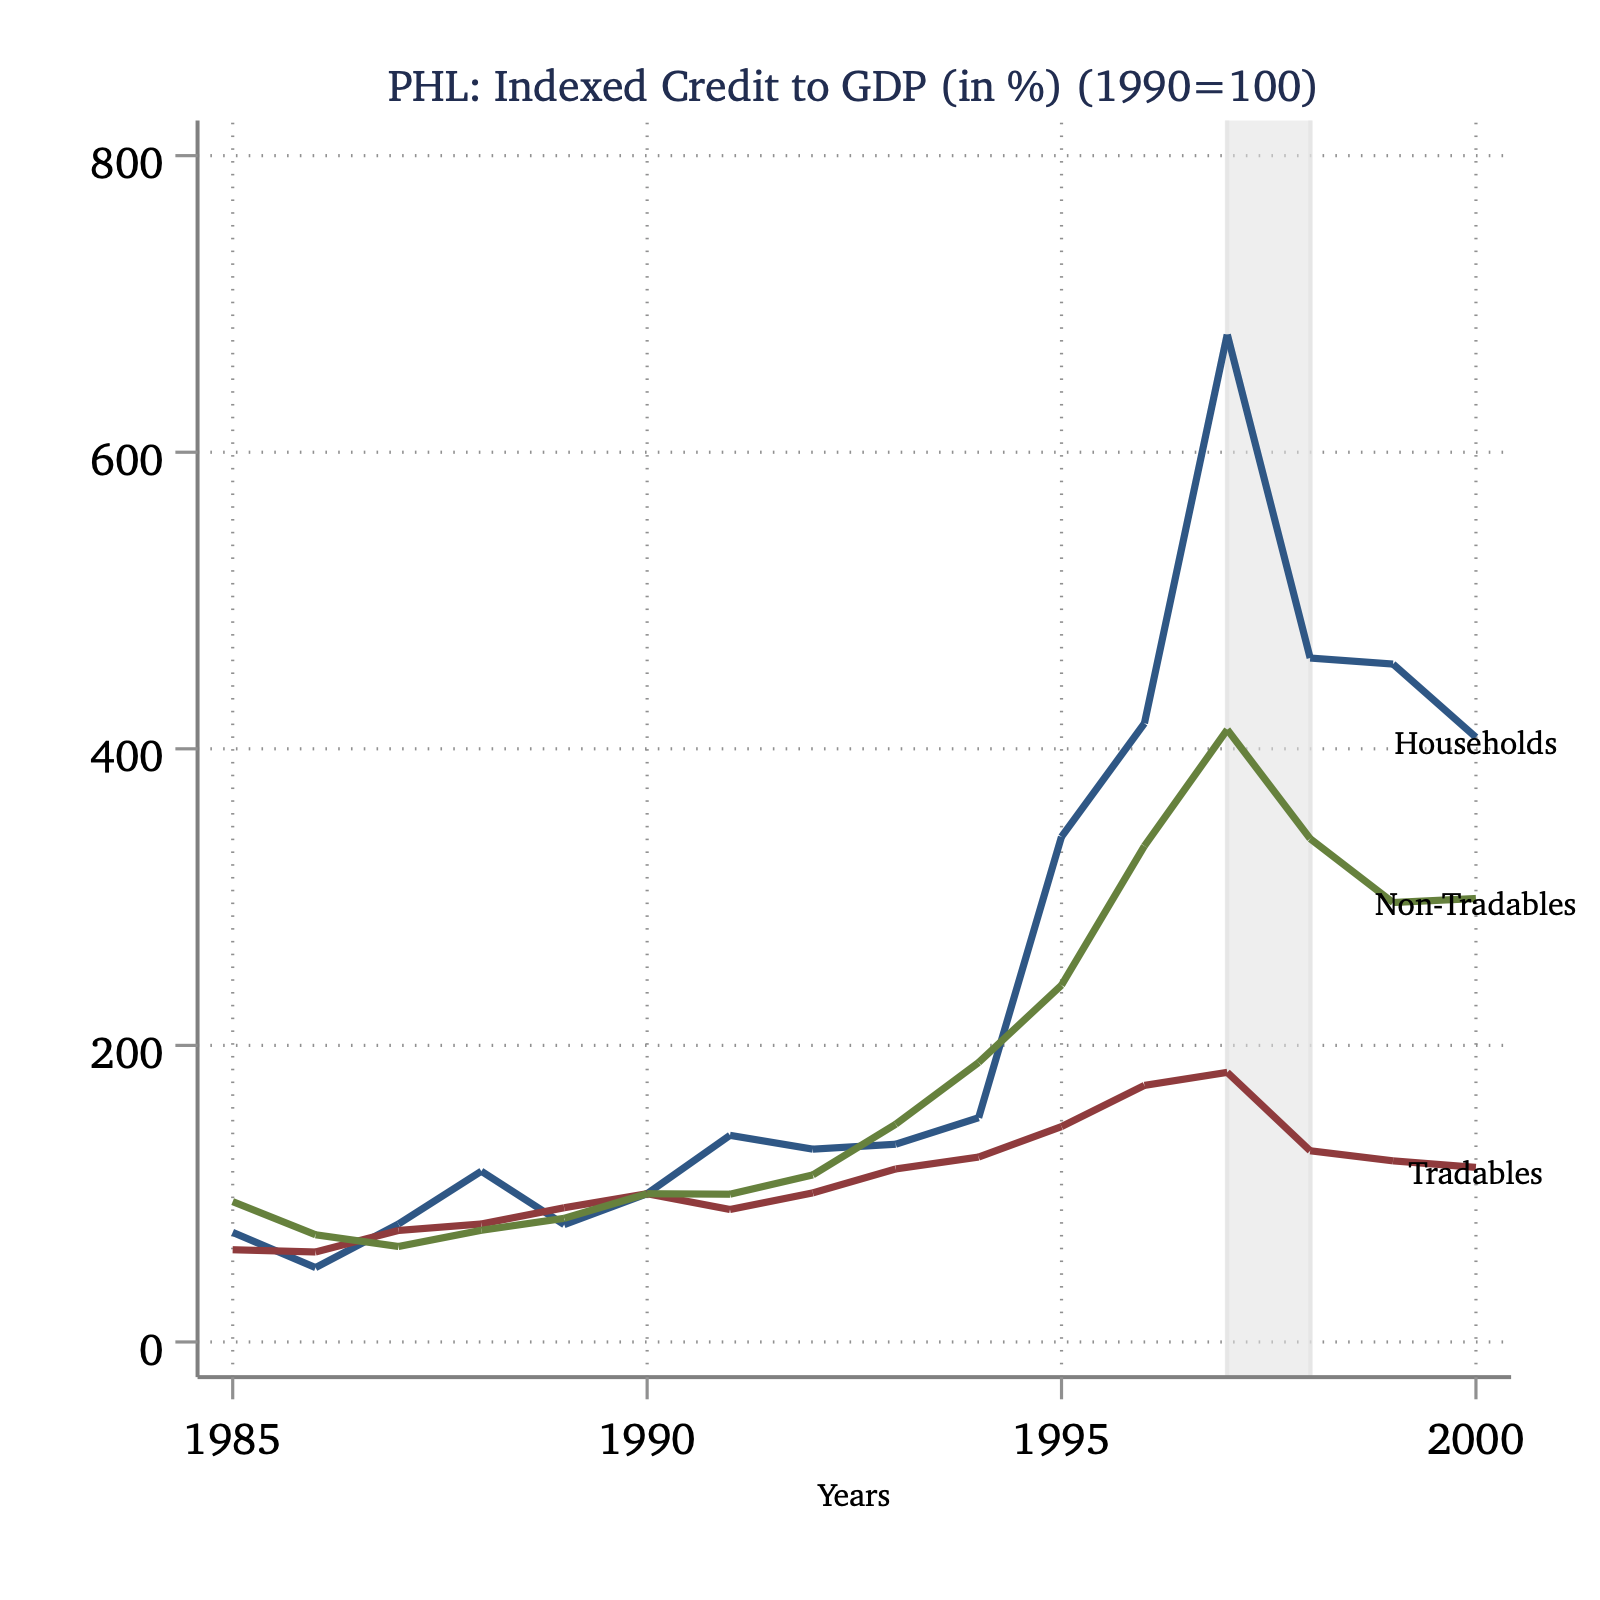 PHL: Indexed Credit to GDP (in %) (1990=100)
800
600
400
200
0
Households
Non-Tradables
Tradables
1985 1990 1995 2000
Years